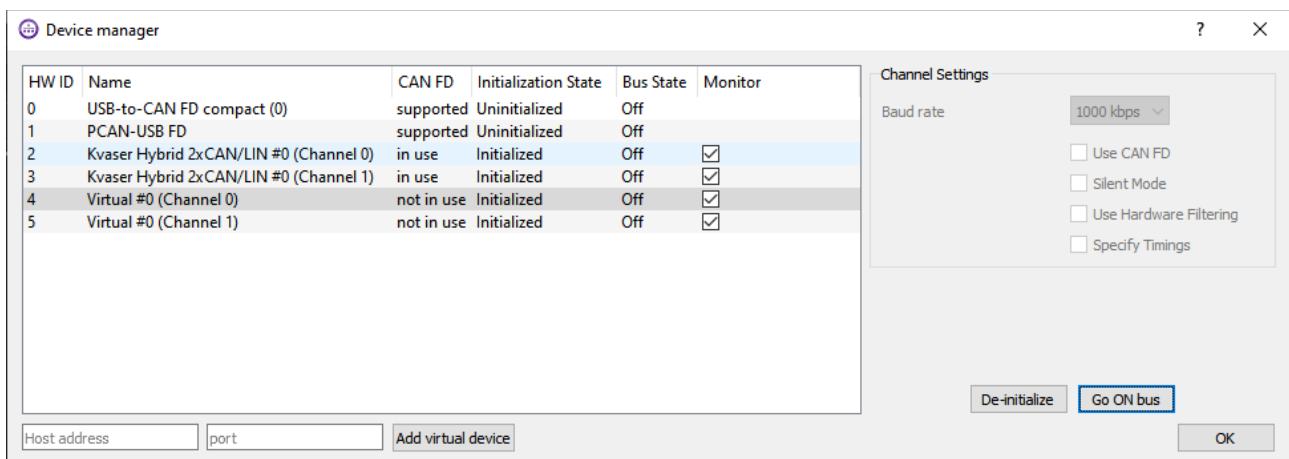 Device manager
? ×
HW ID Name CAN FD Initialization State Bus State Monitor
0 USB-to-CAN FD compact (0) supported Uninitialized Off
1 PCAN-USB FD supported Uninitialized Off
2 Kvaser Hybrid 2xCAN/LIN #0 (Channel 0) in use Initialized Off
3 Kvaser Hybrid 2xCAN/LIN #0 (Channel 1) in use Initialized Off
4 Virtual #0 (Channel 0) not in use Initialized Off
5 Virtual #0 (Channel 1) not in use Initialized Off
Channel Settings
Baud rate 1000 kbps
Use CAN FD
Silent Mode
Use Hardware Filtering
Specify Timings
De-initialize Go ON bus
Host address port Add virtual device OK